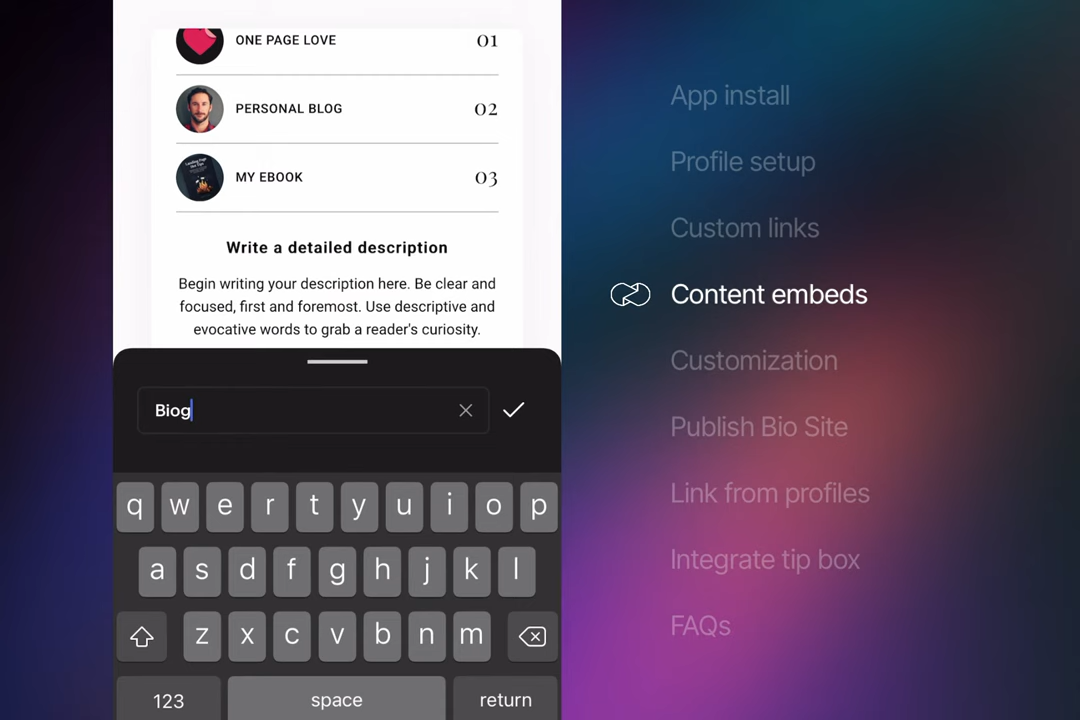 ONE PAGE LOVE 01
PERSONAL BLOG 02
MY EBOOK 03
Write a detailed description
Begin writing your description here. Be clear and
focused, first and foremost. Use descriptive and
evocative words to grab a reader's curiosity.
Biog
q w e r t y u i o p
a s d f g h j k l
z x c v b n m
123 space return
App install
Profile setup
Custom links
Content embeds
Customization
Publish Bio Site
Link from profiles
Integrate tip box
FAQs